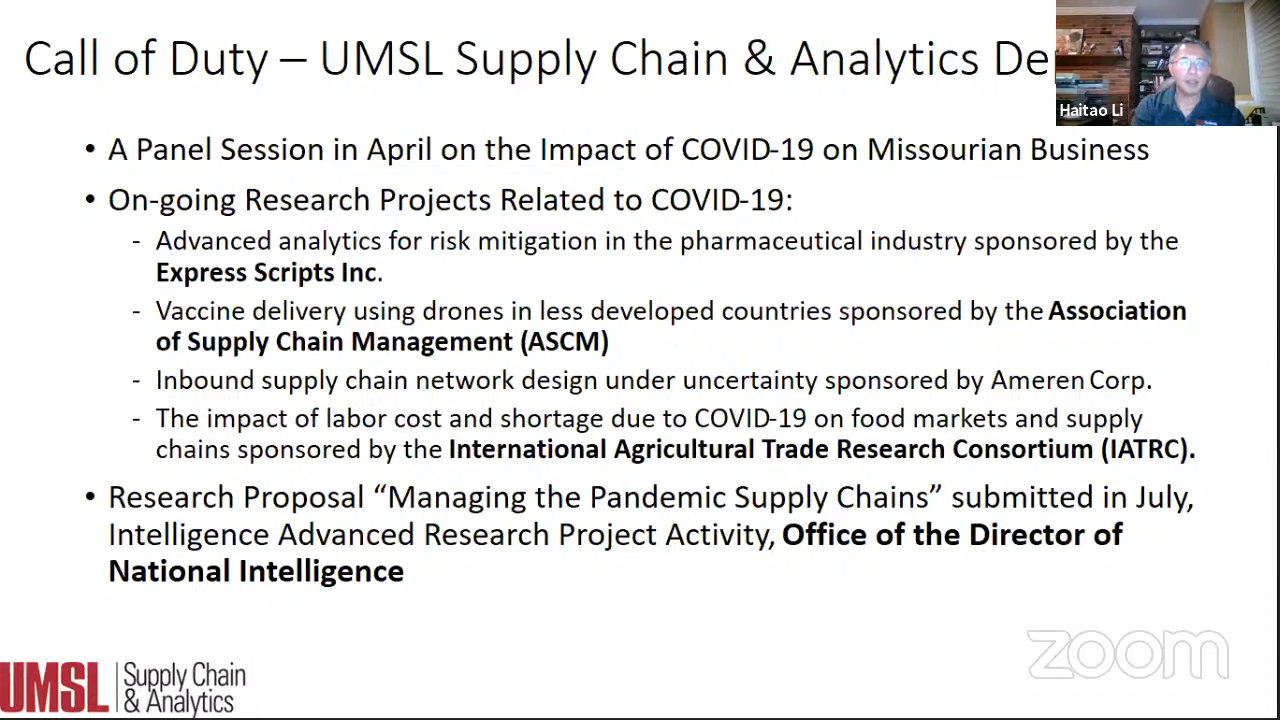 Call of Duty – UMSL Supply Chain & Analytics De
Haitao Li
• A Panel Session in April on the Impact of COVID-19 on Missourian Business
• On-going Research Projects Related to COVID-19:
- Advanced analytics for risk mitigation in the pharmaceutical industry sponsored by the
Express Scripts Inc.
- Vaccine delivery using drones in less developed countries sponsored by the Association
of Supply Chain Management (ASCM)
- Inbound supply chain network design under uncertainty sponsored by Ameren Corp.
- The impact of labor cost and shortage due to COVID-19 on food markets and supply
chains sponsored by the International Agricultural Trade Research Consortium (IATRC).
• Research Proposal “Managing the Pandemic Supply Chains” submitted in July,
Intelligence Advanced Research Project Activity, Office of the Director of
National Intelligence
zoom
UMSL Supply Chain
& Analytics